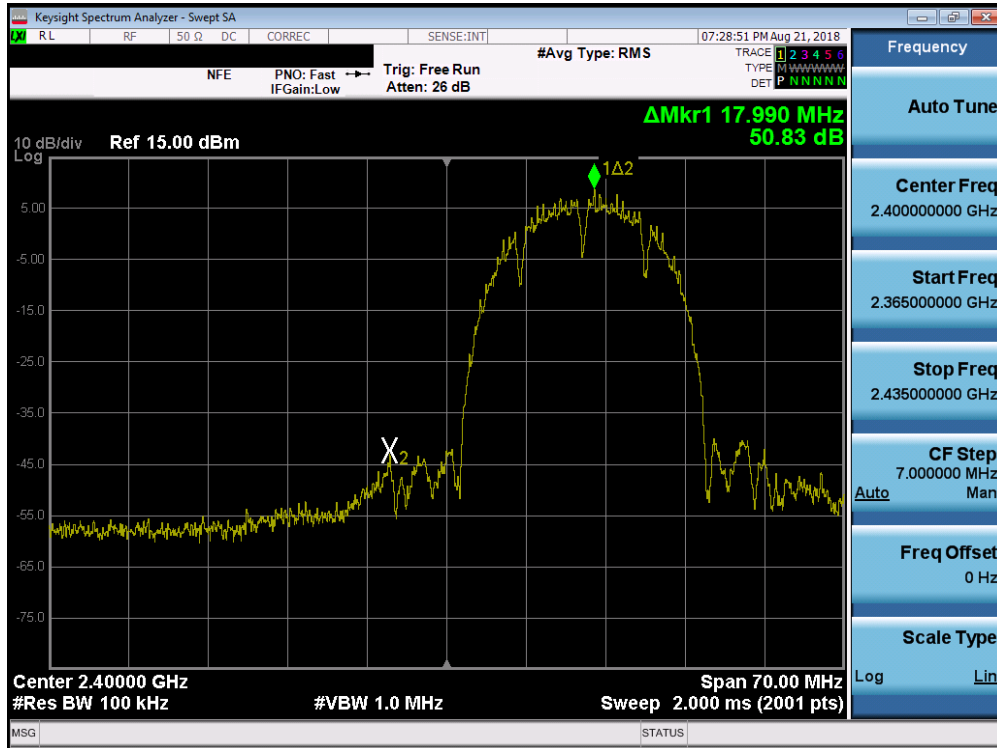 Keysight Spectrum Analyzer - Swept SA
LXI RL RF 50 Ω DC CORREC SENSE:INT 07:28:51 PM Aug 21, 2018
#Avg Type: RMS
TRACE 1 2 3 4 5 6
NFE PNO: Fast Trig: Free Run TYPE M W W W W W
IFGain:Low Atten: 26 dB DET P N N N N N
ΔMkr1 17.990 MHz
50.83 dB
10 dB/div Ref 15.00 dBm
Log
1Δ2
5.00
-5.00
-15.0
-25.0
-35.0
X2
-45.0
-55.0
-65.0
-75.0
Center 2.40000 GHz Span 70.00 MHz
#Res BW 100 kHz #VBW 1.0 MHz Sweep 2.000 ms (2001 pts)
MSG STATUS
Frequency
Auto Tune
Center Freq
2.400000000 GHz
Start Freq
2.365000000 GHz
Stop Freq
2.435000000 GHz
CF Step
7.000000 MHz
Auto Man
Freq Offset
0 Hz
Scale Type
Log Lin